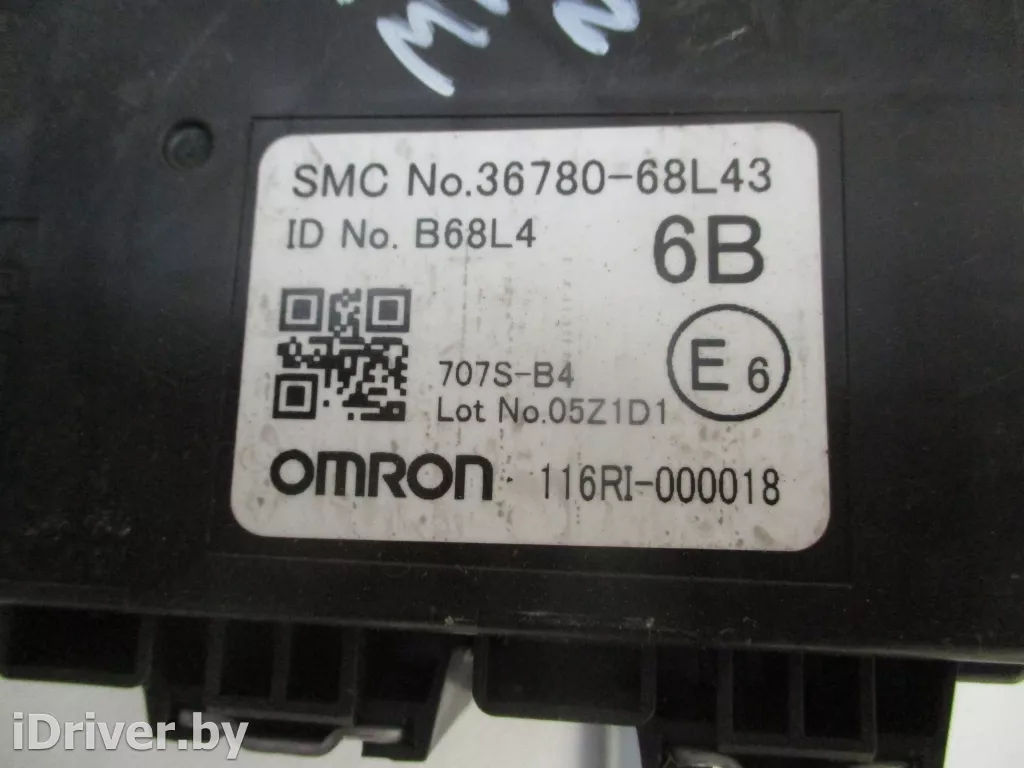 SMC No.36780-68L43
ID No. B68L4
6B
E 6
707S-B4
Lot No.05Z1D1
OMRON 116RI-000018
iDriver.by